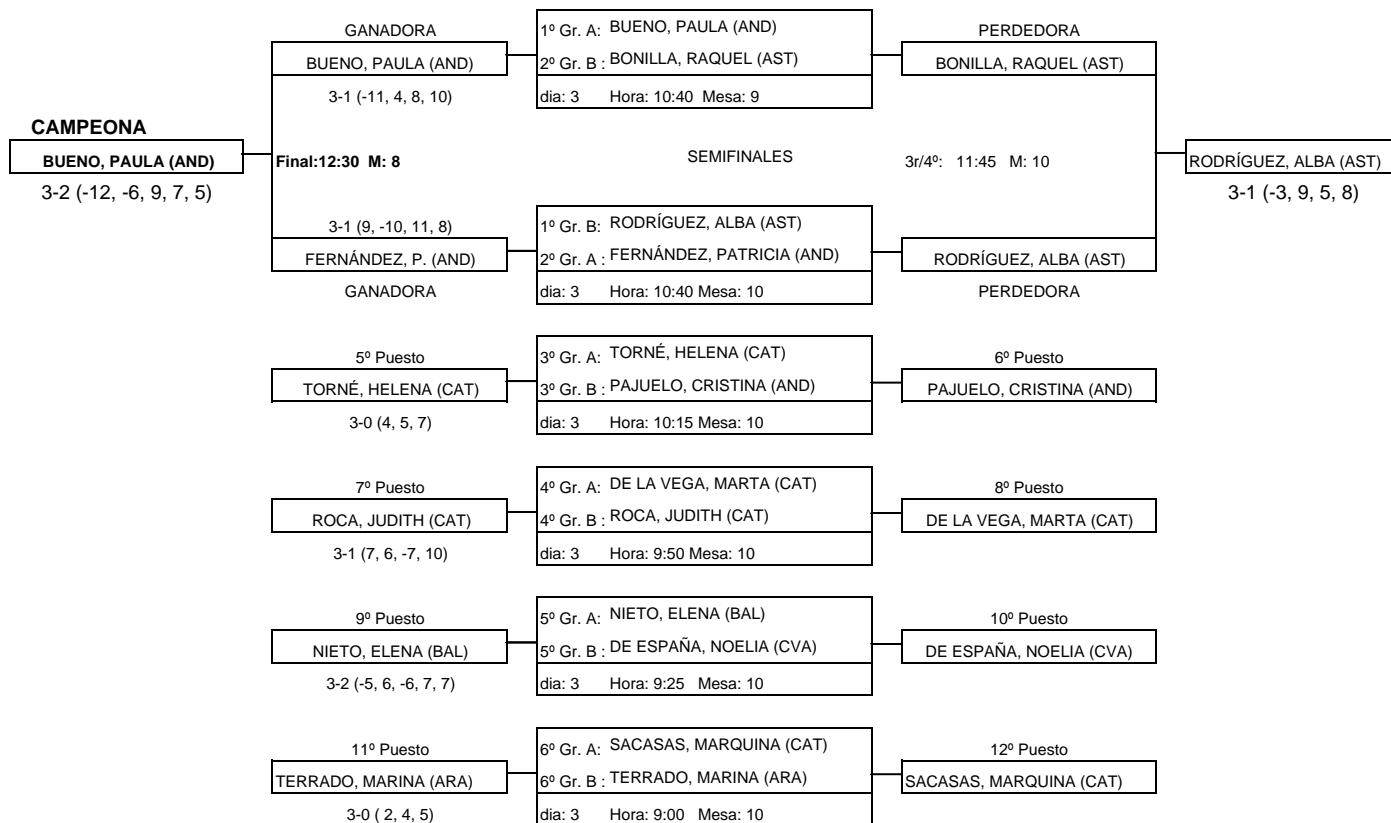 GANADORA
1º Gr. A: BUENO, PAULA (AND)
PERDEDORA
BUENO, PAULA (AND)
2º Gr. B : BONILLA, RAQUEL (AST)
BONILLA, RAQUEL (AST)
3-1 (-11, 4, 8, 10)
dia: 3 Hora: 10:40 Mesa: 9
CAMPEONA
BUENO, PAULA (AND)
Final:12:30 M: 8
SEMIFINALES
3r/4º: 11:45 M: 10
RODRÍGUEZ, ALBA (AST)
3-2 (-12, -6, 9, 7, 5)
3-1 (-3, 9, 5, 8)
3-1 (9, -10, 11, 8)
1º Gr. B: RODRÍGUEZ, ALBA (AST)
FERNÁNDEZ, P. (AND)
2º Gr. A : FERNÁNDEZ, PATRICIA (AND)
RODRÍGUEZ, ALBA (AST)
GANADORA
dia: 3 Hora: 10:40 Mesa: 10
PERDEDORA
5º Puesto
3º Gr. A: TORNÉ, HELENA (CAT)
6º Puesto
TORNÉ, HELENA (CAT)
3º Gr. B : PAJUELO, CRISTINA (AND)
PAJUELO, CRISTINA (AND)
3-0 (4, 5, 7)
dia: 3 Hora: 10:15 Mesa: 10
7º Puesto
4º Gr. A: DE LA VEGA, MARTA (CAT)
8º Puesto
ROCA, JUDITH (CAT)
4º Gr. B : ROCA, JUDITH (CAT)
DE LA VEGA, MARTA (CAT)
3-1 (7, 6, -7, 10)
dia: 3 Hora: 9:50 Mesa: 10
9º Puesto
5º Gr. A: NIETO, ELENA (BAL)
10º Puesto
NIETO, ELENA (BAL)
5º Gr. B : DE ESPAÑA, NOELIA (CVA)
DE ESPAÑA, NOELIA (CVA)
3-2 (-5, 6, -6, 7, 7)
dia: 3 Hora: 9:25 Mesa: 10
11º Puesto
6º Gr. A: SACASAS, MARQUINA (CAT)
12º Puesto
TERRADO, MARINA (ARA)
6º Gr. B : TERRADO, MARINA (ARA)
SACASAS, MARQUINA (CAT)
3-0 ( 2, 4, 5)
dia: 3 Hora: 9:00 Mesa: 10